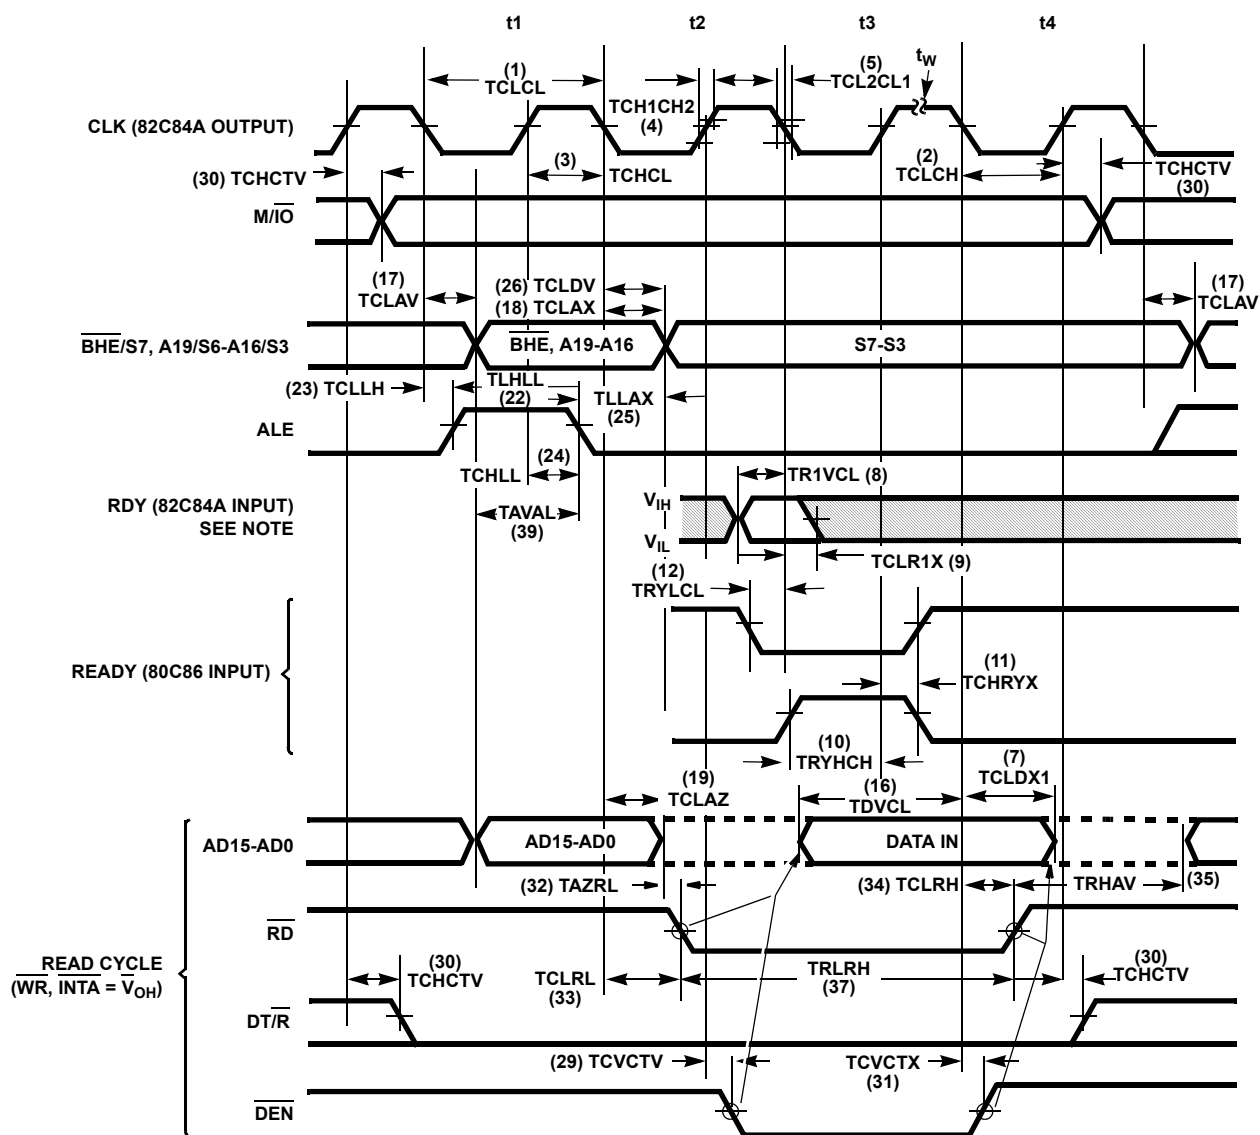 t1
t2
t3
t4
(1)
TCLCL
TCH1CH2
(4)
(5)
TCL2CL1
tW
CLK (82C84A OUTPUT)
(30) TCHCTV
(3)
TCHCL
(2)
TCLCH
TCHCTV
(30)
M/IO
(17)
TCLAV
(26) TCLDV
(18) TCLAX
(17)
TCLAV
BHE/S7, A19/S6-A16/S3
BHE, A19-A16
S7-S3
(23) TCLLH
TLHLL
(22)
TLLAX
(25)
ALE
TCHLL
(24)
TR1VCL (8)
RDY (82C84A INPUT)
SEE NOTE
TAVAL
(39)
VIH
VIL
TCLR1X (9)
(12)
TRYLCL
READY (80C86 INPUT)
(11)
TCHRYX
(10)
TRYHCH
(19)
TCLAZ
(16)
TDVCL
(7)
TCLDX1
AD15-AD0
AD15-AD0
DATA IN
(32) TAZRL
(34) TCLRH
TRHAV
(35)
RD
READ CYCLE
(WR, INTA = VOH)
(30)
TCHCTV
TCLRL
(33)
TRLRH
(37)
(30)
TCHCTV
DT/R
(29) TCVCTV
TCVCTX
(31)
DEN